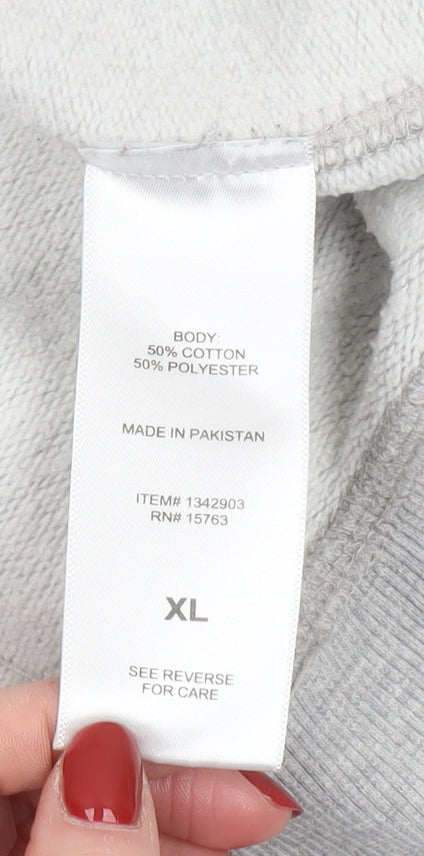 BODY:
50% COTTON
50% POLYESTER
MADE IN PAKISTAN
ITEM# 1342903
RN# 15763
XL
SEE REVERSE
FOR CARE